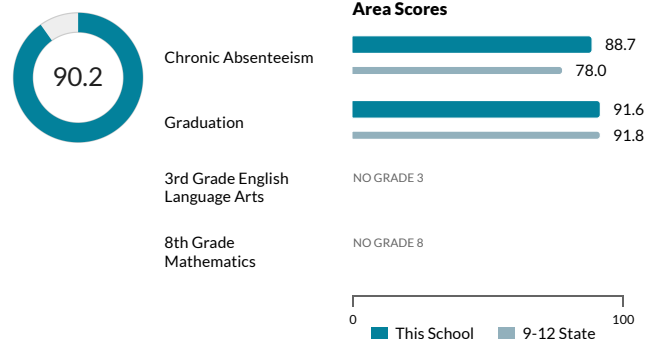 Area Scores
90.2
Chronic Absenteeism
88.7
78.0
Graduation
91.6
91.8
3rd Grade English
Language Arts
NO GRADE 3
8th Grade
Mathematics
NO GRADE 8
0
100
This School
9-12 State